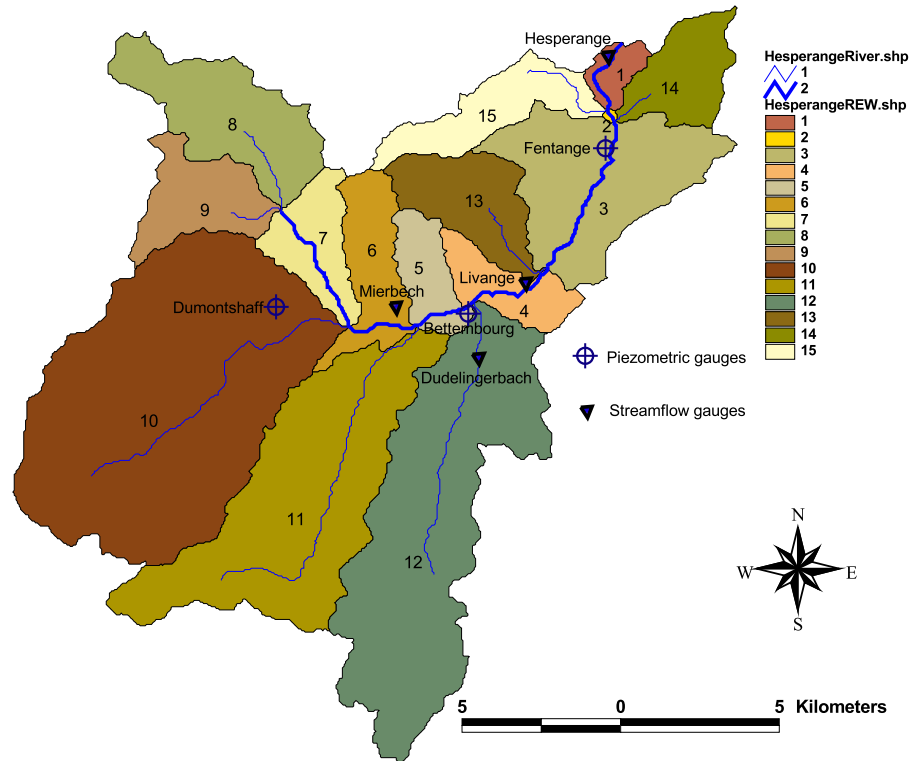 Hesperange
HesperangeRiver.shp
1
2
HesperangeREW.shp
1
2
3
4
5
6
7
8
9
10
11
12
13
14
15
1
14
15
2
8
Fentange
13
9
3
7
6
5
Livange
Mierbech
Dumontshaff
4
Bettembourg
Piezometric gauges
Dudelingerbach
Streamflow gauges
10
11
12
N
W
E
S
5 0 5 Kilometers